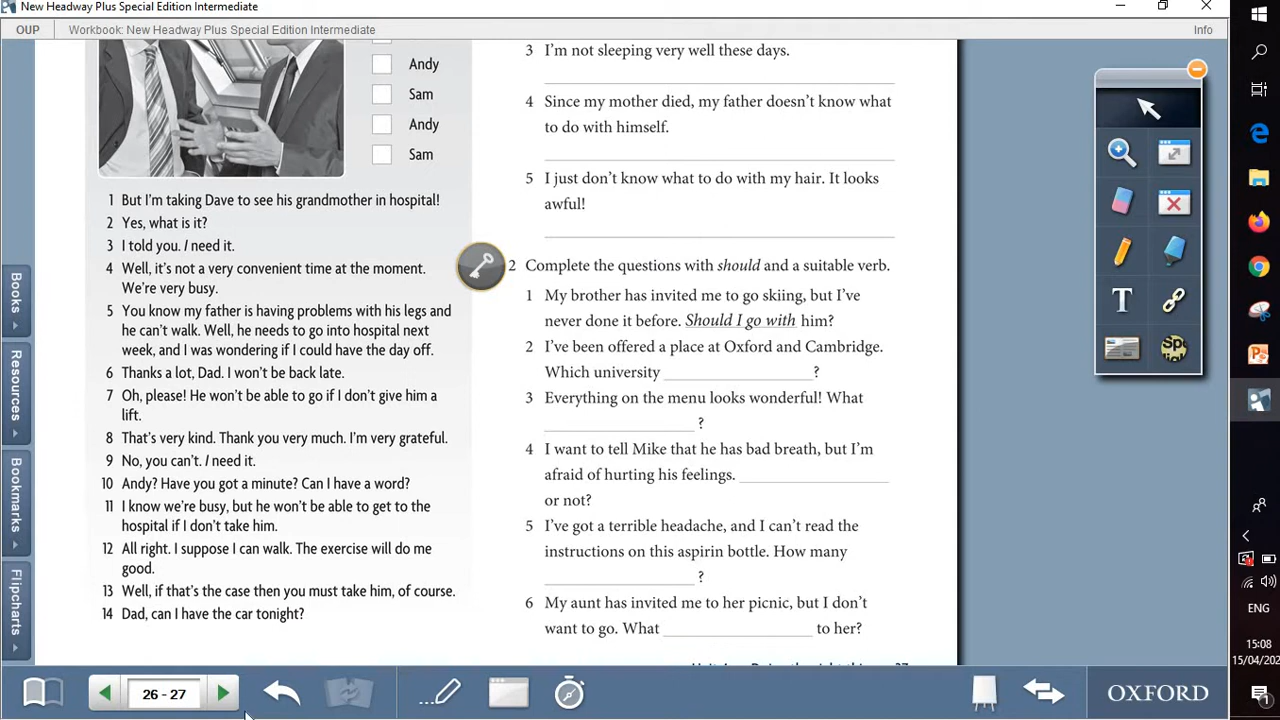 New Headway Plus Special Edition Intermediate
OUP
Workbook: New Headway Plus Special Edition Intermediate
Info
Andy
Sam
Andy
Sam
1 But I'm taking Dave to see his grandmother in hospital!
2 Yes, what is it?
3 I told you. I need it.
4 Well, it's not a very convenient time at the moment.
We're very busy.
5 You know my father is having problems with his legs and
he can't walk. Well, he needs to go into hospital next
week, and I was wondering if I could have the day off.
6 Thanks a lot, Dad. I won't be back late.
7 Oh, please! He won't be able to go if I don't give him a
lift.
8 That's very kind. Thank you very much. I'm very grateful.
9 No, you can't. I need it.
10 Andy? Have you got a minute? Can I have a word?
11 I know we're busy, but he won't be able to get to the
hospital if I don't take him.
12 All right. I suppose I can walk. The exercise will do me
good.
13 Well, if that's the case then you must take him, of course.
14 Dad, can I have the car tonight?
3 I'm not sleeping very well these days.
4 Since my mother died, my father doesn't know what
to do with himself.
5 I just don't know what to do with my hair. It looks
awful!
2 Complete the questions with should and a suitable verb.
1 My brother has invited me to go skiing, but I've
never done it before. Should I go with him?
2 I've been offered a place at Oxford and Cambridge.
Which university ?
3 Everything on the menu looks wonderful! What
?
4 I want to tell Mike that he has bad breath, but I'm
afraid of hurting his feelings.
or not?
5 I've got a terrible headache, and I can't read the
instructions on this aspirin bottle. How many
?
6 My aunt has invited me to her picnic, but I don't
want to go. What to her?
Books
Resources
Bookmarks
Flipcharts
T
26 - 27
OXFORD
ENG
15:08
15/04/202
1